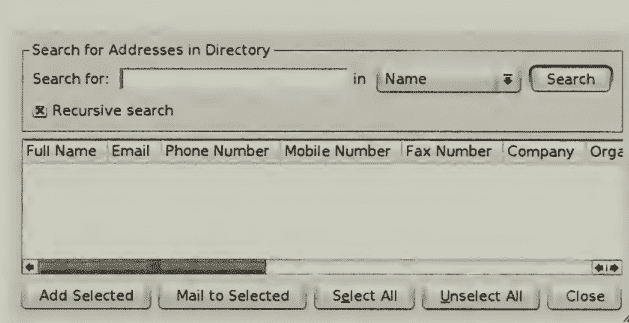 Search for Addresses in Directory
Search for: in Name Search
Recursive search
Full Name Email Phone Number Mobile Number Fax Number Company Orga
Add Selected Mail to Selected Select All Unselect All Close